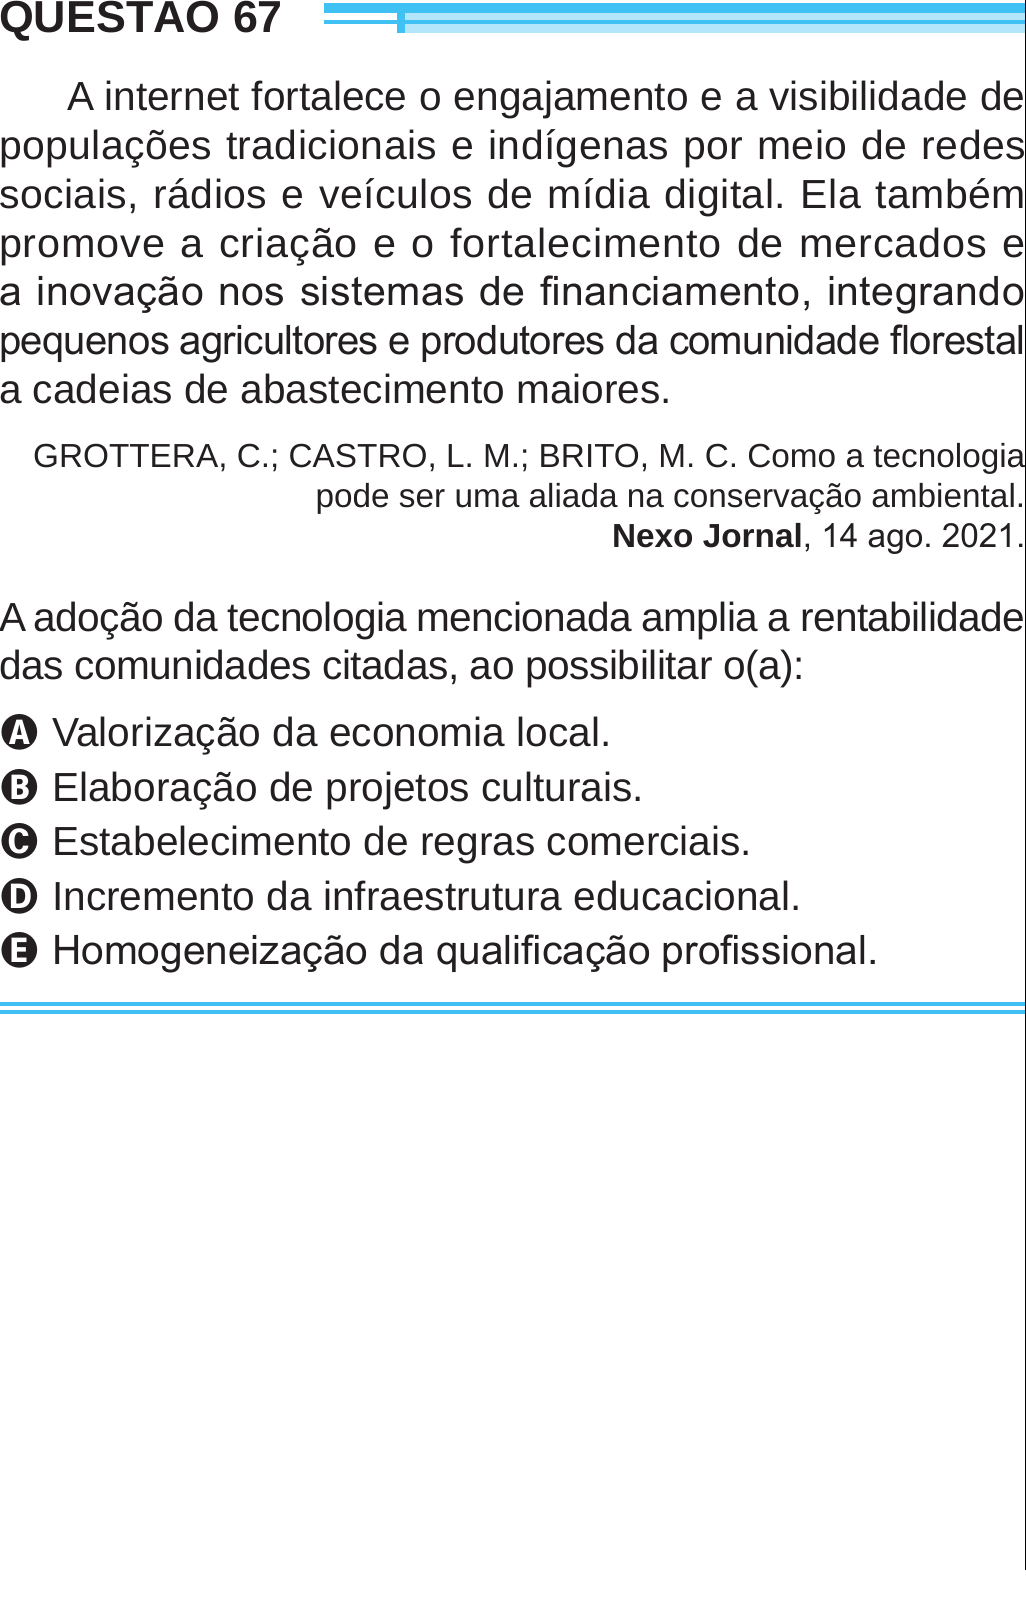 QUESTÃO 67
A internet fortalece o engajamento e a visibilidade de
populações tradicionais e indígenas por meio de redes
sociais, rádios e veículos de mídia digital. Ela também
promove a criação e o fortalecimento de mercados e
a inovação nos sistemas de financiamento, integrando
pequenos agricultores e produtores da comunidade florestal
a cadeias de abastecimento maiores.
GROTTERA, C.; CASTRO, L. M.; BRITO, M. C. Como a tecnologia
pode ser uma aliada na conservação ambiental.
Nexo Jornal, 14 ago. 2021.
A adoção da tecnologia mencionada amplia a rentabilidade
das comunidades citadas, ao possibilitar o(a):
A Valorização da economia local.
B Elaboração de projetos culturais.
C Estabelecimento de regras comerciais.
D Incremento da infraestrutura educacional.
E Homogeneização da qualificação profissional.